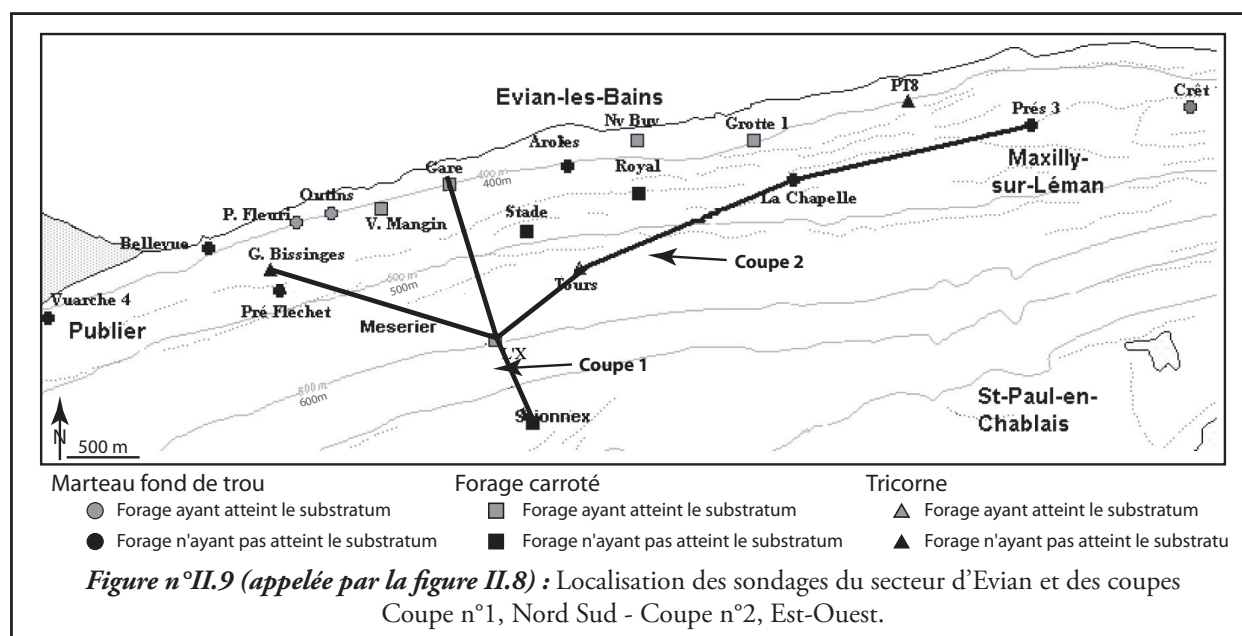 Evian-les-Bains
PT8
Crêt
Nv Buv
Grotte 1
Prés 3
Aroles
Gare
400 m
400m
Royal
Maxilly-
sur-Léman
Outins
La Chapelle
P. Fleuri
V. Mangin
Stade
Bellevue
G. Bissinges
Coupe 2
500 m
500m
Tours
Vuarche 4
Pré Flechet
Publier
Meserier
Coupe 1
600m
St-Paul-en-
Chablais
N
500 m
Marteau fond de trou
Forage ayant atteint le substratum
Forage n'ayant pas atteint le substratum
Forage carroté
Forage ayant atteint le substratum
Forage n'ayant pas atteint le substratum
Tricorne
Forage ayant atteint le substratum
Forage n'ayant pas atteint le substratu
Figure n°II.9 (appelée par la figure II.8) : Localisation des sondages du secteur d'Evian et des coupes
Coupe n°1, Nord Sud - Coupe n°2, Est-Ouest.